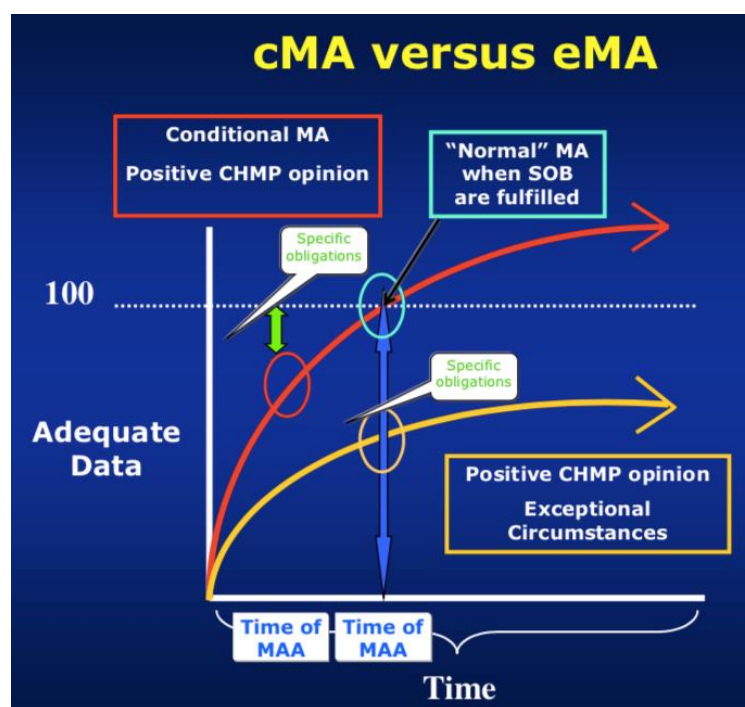 cMA versus eMA
Conditional MA
Positive CHMP opinion
“Normal” MA
when SOB
are fulfilled
Specific
obligations
100
Specific
obligations
Adequate
Data
Positive CHMP opinion
Exceptional
Circumstances
Time of
MAA
Time of
MAA
Time